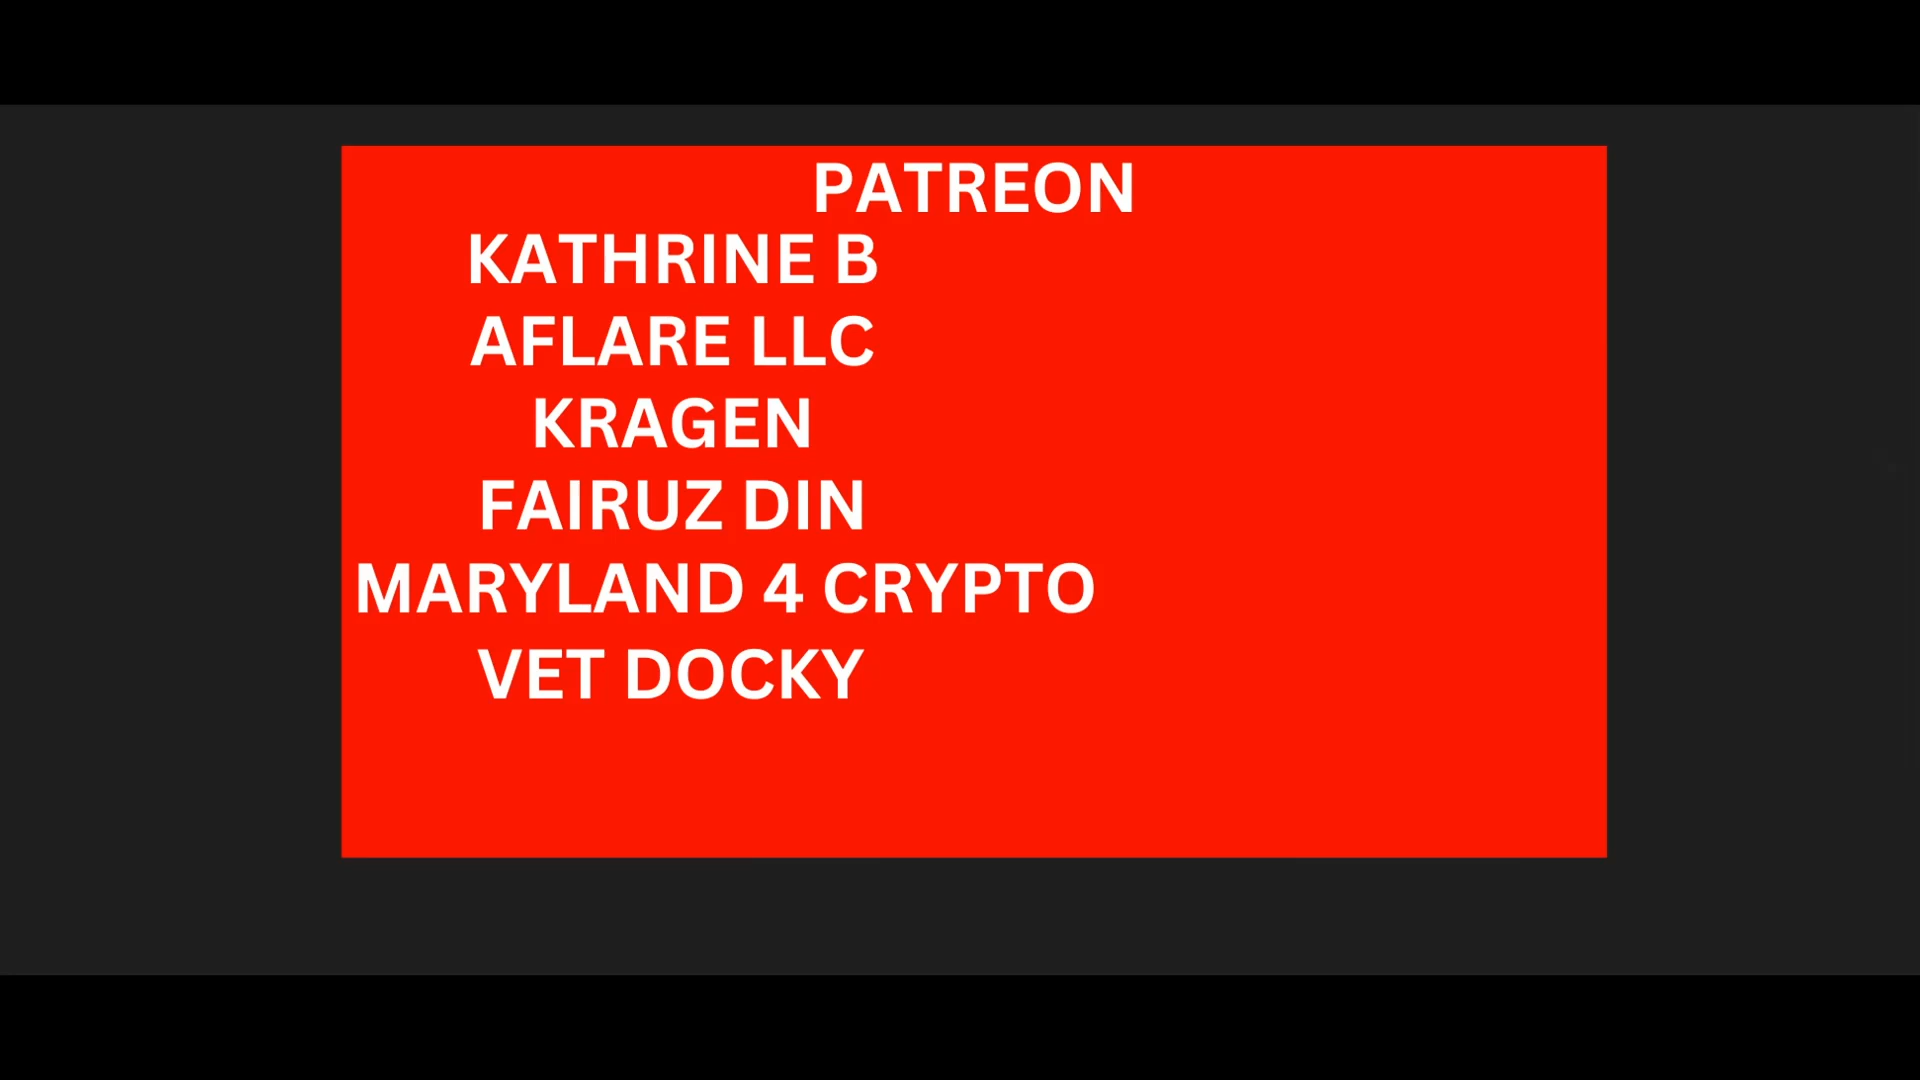 PATREON
KATHRINE B
AFLARE LLC
KRAGEN
FAIRUZ DIN
MARYLAND 4 CRYPTO
VET DOCKY